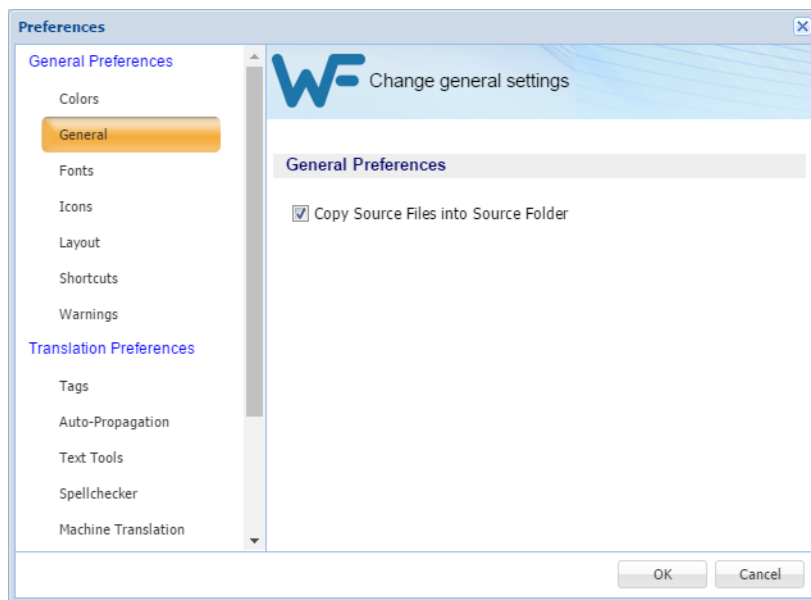 Preferences
General Preferences
Colors
General
Fonts
Icons
Layout
Shortcuts
Warnings
Translation Preferences
Tags
Auto-Propagation
Text Tools
Spellchecker
Machine Translation
WF
Change general settings
General Preferences
Copy Source Files into Source Folder
OK
Cancel